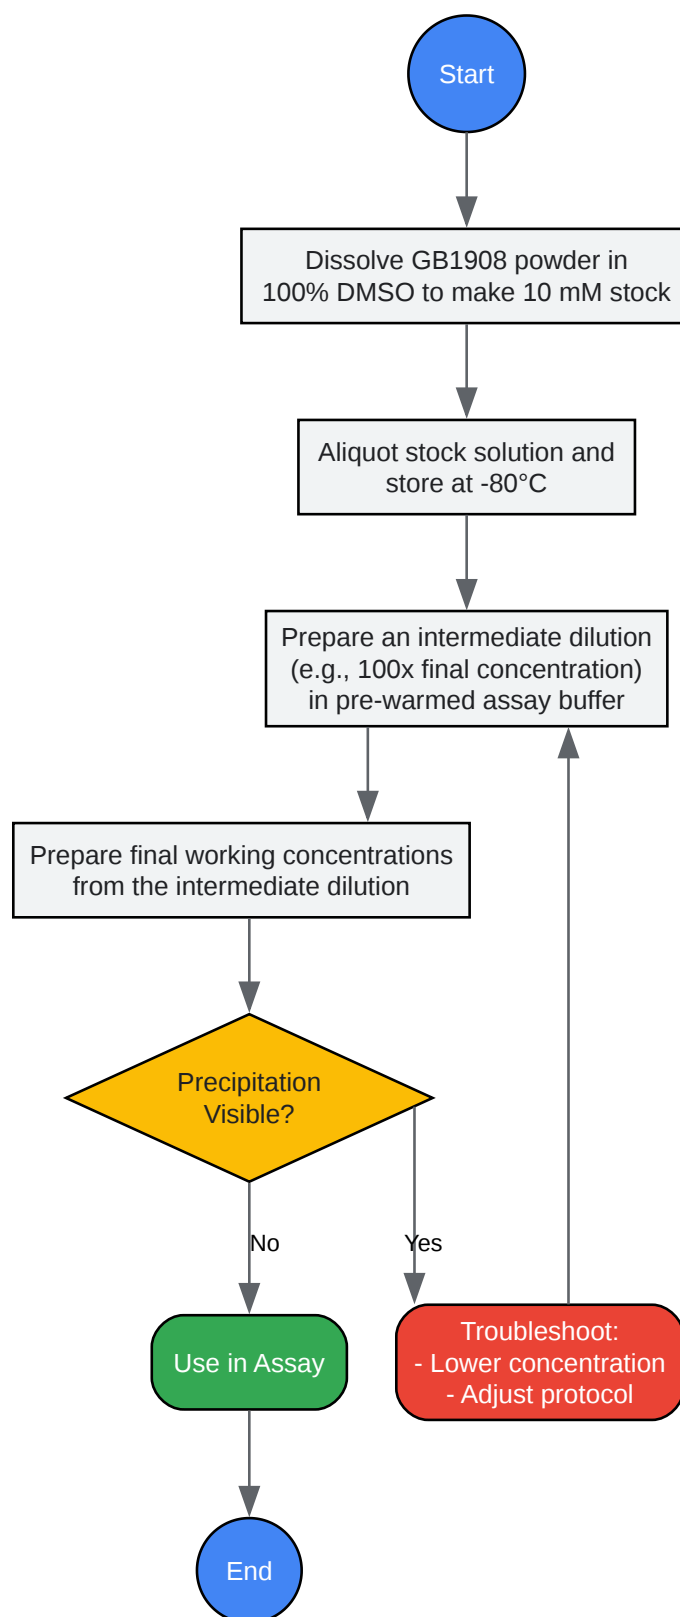 Start
Dissolve GB1908 powder in
100% DMSO to make 10 mM stock
Aliquot stock solution and
store at -80°C
Prepare an intermediate dilution
(e.g., 100x final concentration)
in pre-warmed assay buffer
Prepare final working concentrations
from the intermediate dilution
Precipitation
Visible?
No
Yes
Use in Assay
Troubleshoot:
- Lower concentration
- Adjust protocol
End